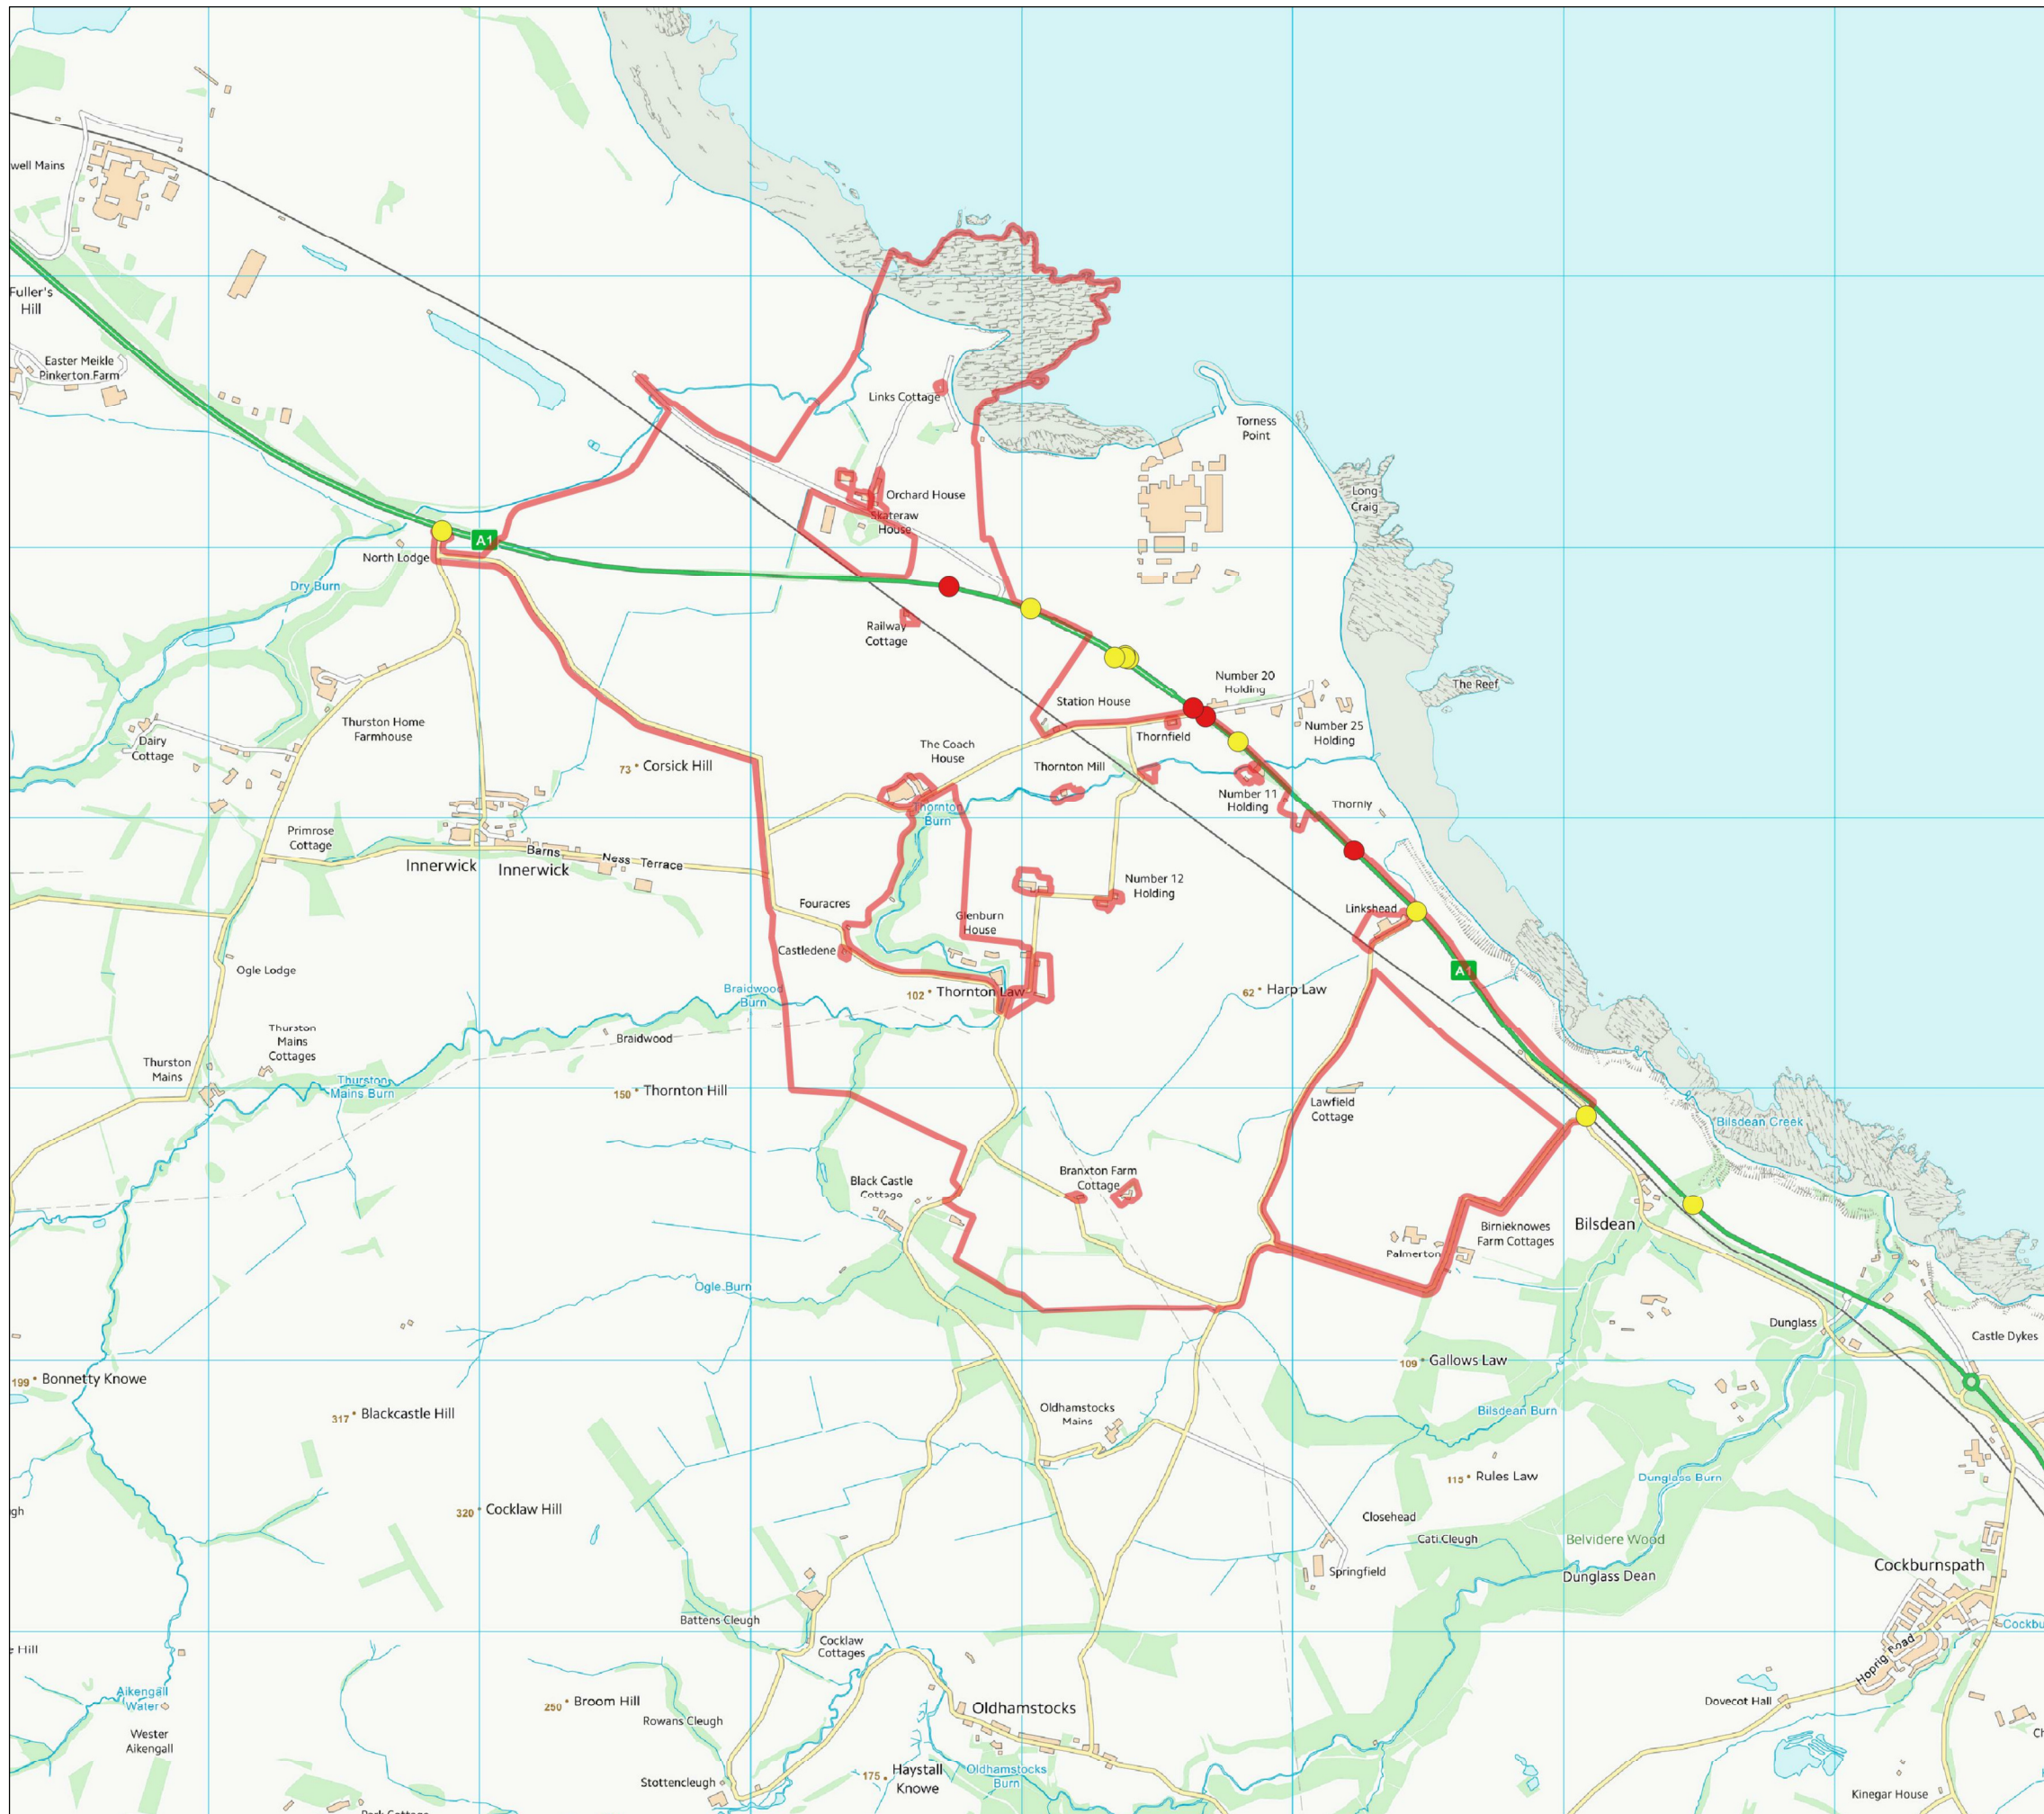 well Mains
Fuller's
Hill
Easter Meikle
Pinkerton Farm
Links Cottage
Torness
Point
Long
Craig
Orchard House
Skateraw
House
A1
North Lodge
Dry Burn
Railway
Cottage
The Reef
Number 20
Holding
Station House
Number 25
Holding
Thornfield
Thurston Home
Farmhouse
Dairy
Cottage
The Coach
House
73 Corsick Hill
Thornton Mill
Number 11
Holding
Thornly
Thornton
Burn
Primrose
Cottage
Innerwick
Innerwick
Barns Ness Terrace
Number 12
Holding
Fouracres
Linkshead
Glenburn
House
Castledene
Ogle Lodge
A1
Braidwood
Burn
102 Thornton Law
62 Harp Law
Thurston
Mains
Cottages
Braidwood
Thurston
Mains
Thurston
Mains Burn
150 Thornton Hill
Lawfield
Cottage
Bilsdean Creek
Branxton Farm
Cottage
Black Castle
Cottage
Bilsdean
Birnieknowes
Farm Cottages
Palmerton
Ogle Burn
Dunglass
Castle Dykes
109 Gallows Law
199 Bonnetty Knowe
317 Blackcastle Hill
Oldhamstocks
Mains
Bilsdean Burn
115 Rules Law
Dunglass Burn
gh
320 Cocklaw Hill
Closehead
Cati Cleugh
Belvidere Wood
Cockburnspath
Springfield
Dunglass Dean
Battens Cleugh
Cocklaw
Cottages
Cockbu
Hill
Hoprig Road
Aikengall
Water
250 Broom Hill
Rowans Cleugh
Oldhamstocks
Dovecot Hall
Wester
Aikengall
Ch
175 Haystall
Knowe
Oldhamstocks
Burn
Stottencleugh
Kinegar House